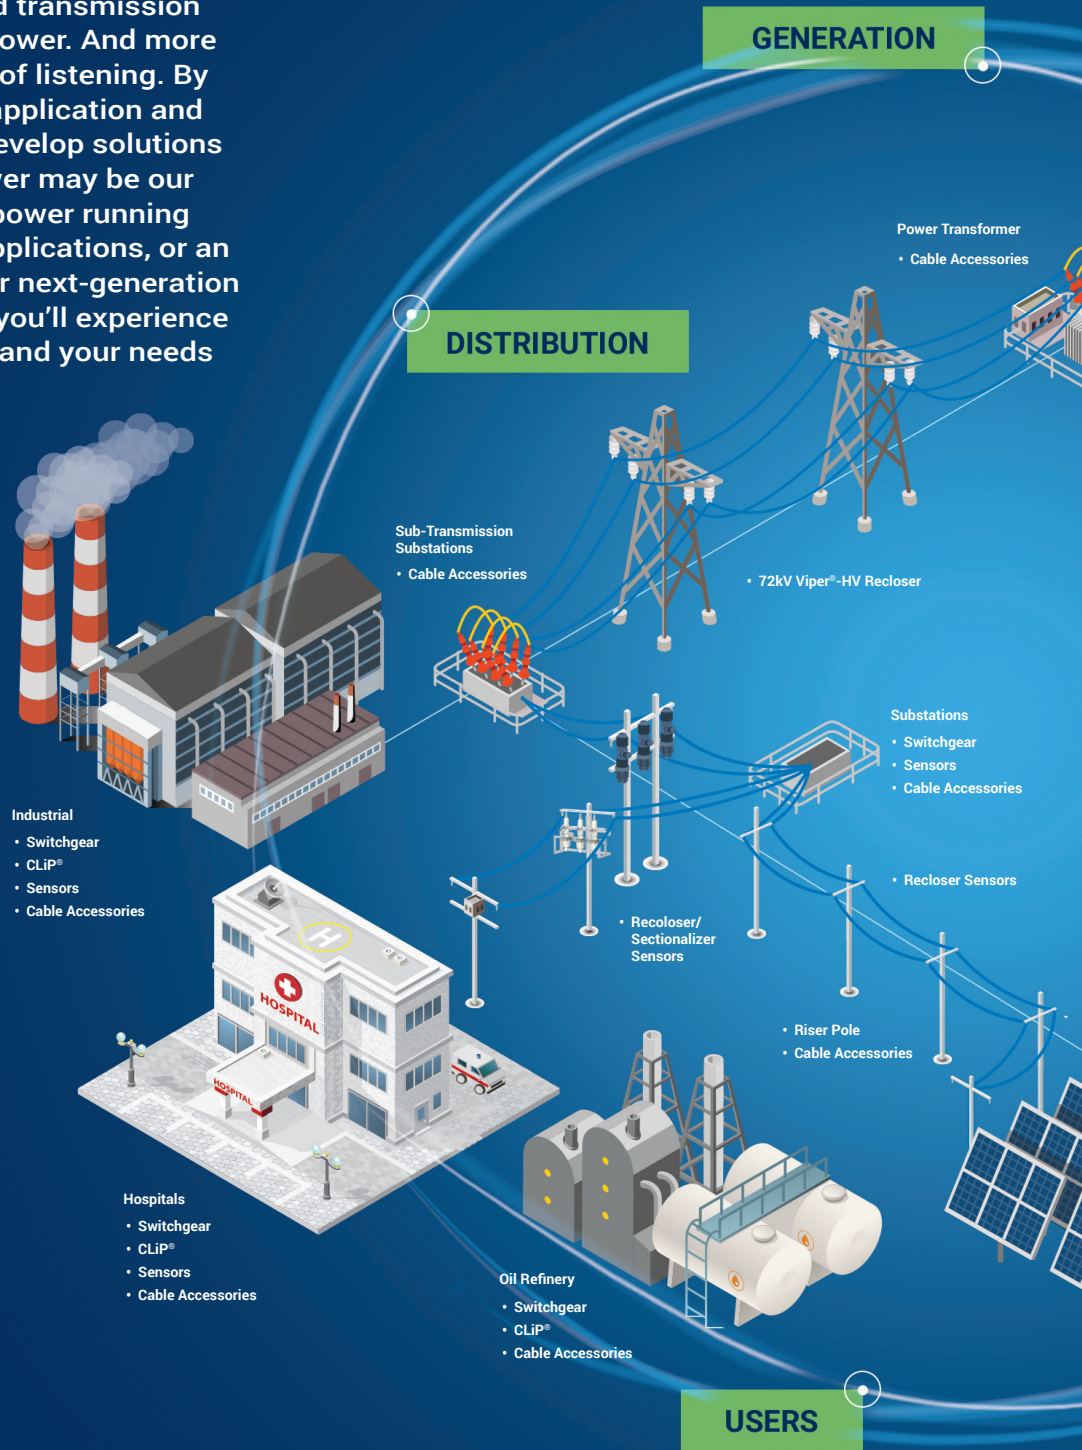 d transmission
ower. And more
of listening. By
application and
evelop solutions
er may be our
power running
pplications, or an
r next-generation
you’ll experience
and your needs
GENERATION
Power Transformer
• Cable Accessories
DISTRIBUTION
Sub-Transmission
Substations
• Cable Accessories
• 72kV Viper®-HV Recloser
Substations
• Switchgear
• Sensors
• Cable Accessories
Industrial
• Switchgear
• CLiP®
• Sensors
• Cable Accessories
• Recloser Sensors
• Recoloser/
Sectionalizer
Sensors
H
HOSPITAL
HOSPITAL
• Riser Pole
• Cable Accessories
Hospitals
• Switchgear
• CLiP®
• Sensors
• Cable Accessories
Oil Refinery
• Switchgear
• CLiP®
• Cable Accessories
USERS